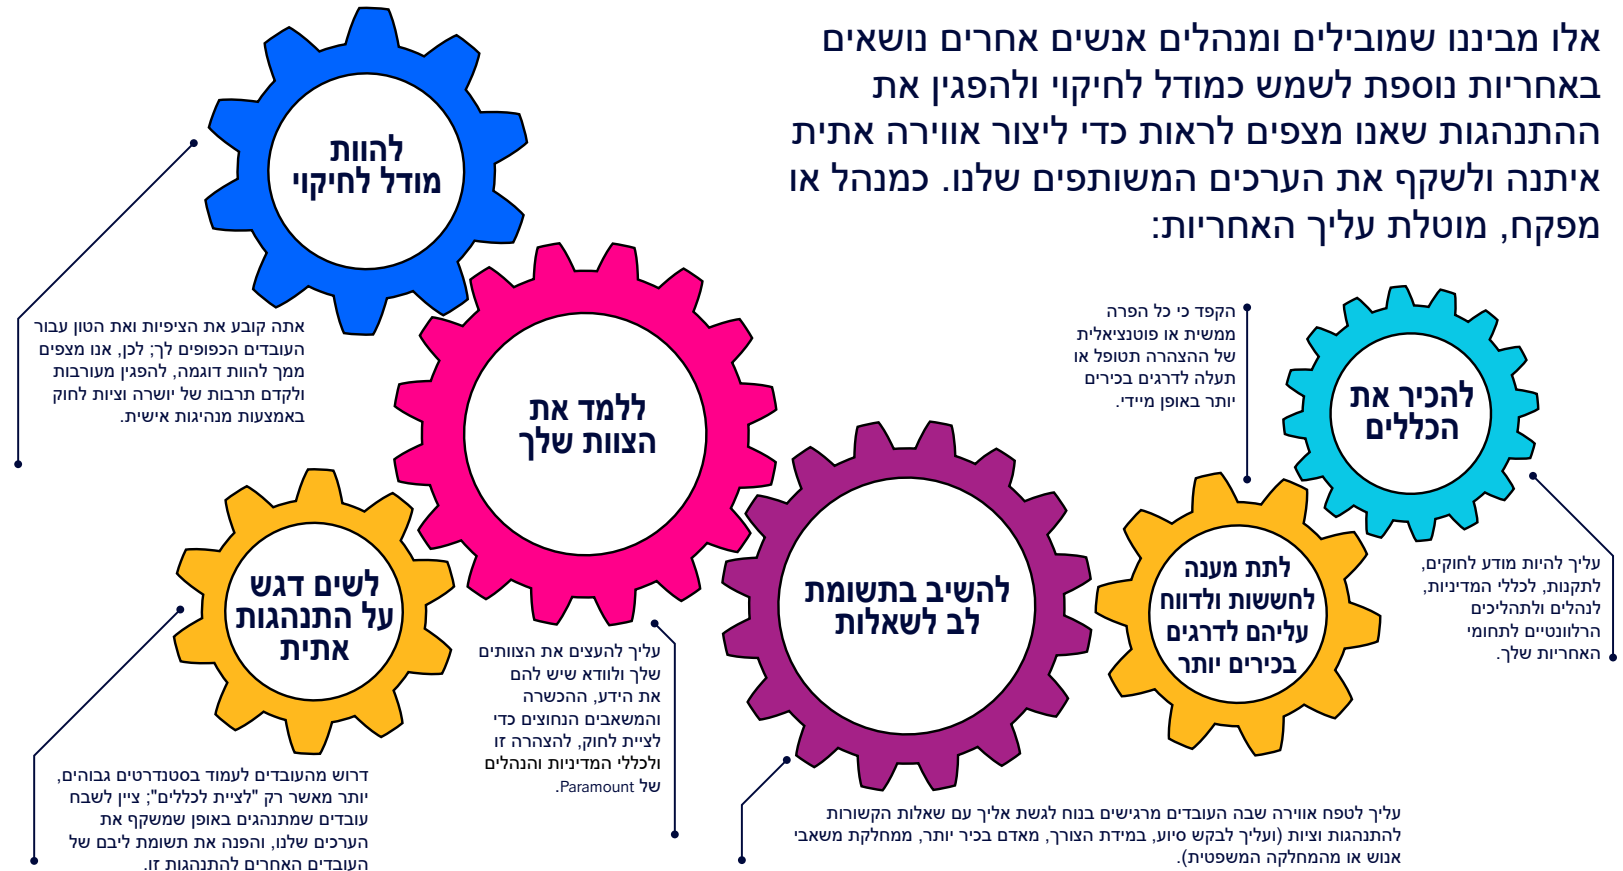 אלו מביננו שמובילים ומנהלים אנשים אחרים נושאים
באחריות נוספת לשמש כמודל לחיקוי ולהפגין את
ההתנהגות שאנו מצפים לראות כדי ליצור אווירה אתית
איתנה ולשקף את הערכים המשותפים שלנו. כמנהל או
מפקח, מוטלת עליך האחריות:
להכיר את
הכללים
עליך להיות מודע לחוקים,
לתקנות, לכללי המדיניות,
לנהלים ולתהליכים
הרלוונטיים לתחומי
האחריות שלך.
לתת מענה
לחששות ולדווח
עליהם לדרגים
בכירים יותר
הקפד כי כל הפרה
ממשית או פוטנציאלית
של ההצהרה תטופל או
תעלה לדרגים בכירים
יותר באופן מיידי.
להשיב בתשומת
לב לשאלות
עליך לטפח אווירה שבה העובדים מרגישים בנוח לגשת אליך עם שאלות הקשורות
להתנהגות וציות (ועליך לבקש סיוע, במידת הצורך, מאדם בכיר יותר, ממחלקת משאבי
אנוש או מהמחלקה המשפטית).
ללמד את
הצוות שלך
עליך להעצים את הצוותים
שלך ולוודא שיש להם
את הידע, ההכשרה
והמשאבים הנחוצים כדי
לציית לחוק, להצהרה זו
ולכללי המדיניות והנהלים
של Paramount.
להוות
מודל לחיקוי
אתה קובע את הציפיות ואת הטון עבור
העובדים הכפופים לך; לכן, אנו מצפים
ממך להוות דוגמה, להפגין מעורבות
ולקדם תרבות של יושרה וציות לחוק
באמצעות מנהיגות אישית.
לשים דגש
על התנהגות
אתית
דרוש מהעובדים לעמוד בסטנדרטים גבוהים,
יותר מאשר רק "לציית לכללים"; ציין לשבח
עובדים שמתנהגים באופן שמשקף את
הערכים שלנו, והפנה את תשומת ליבם של
העובדים האחרים להתנהגות זו.